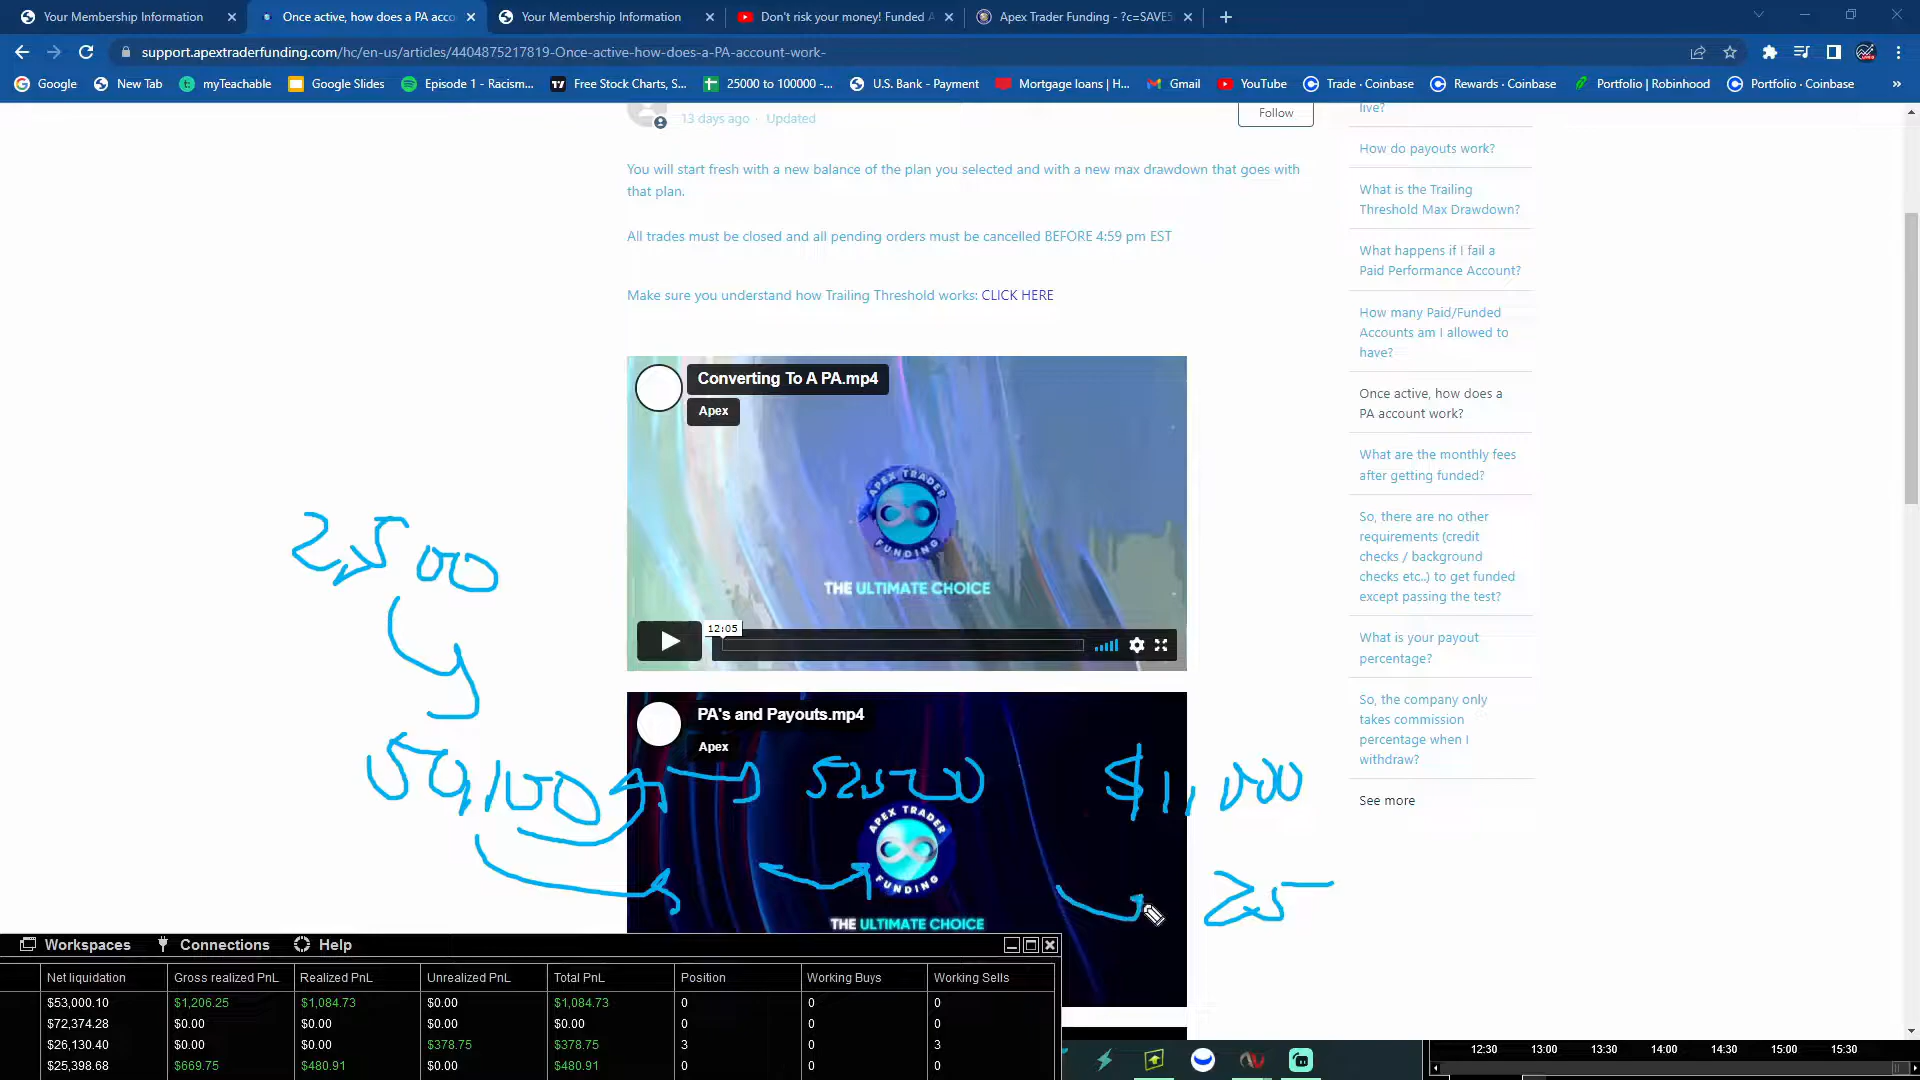 Your Membership Information
Once active, how does a PA acco
Your Membership Information
Don't risk your money! Funded A
Apex Trader Funding - ?c=SAVE5
support.apextraderfunding.com/hc/en-us/articles/4404875217819-Once-active-how-does-a-PA-account-work-
Google
New Tab
myTeachable
Google Slides
Episode 1 - Racism...
Free Stock Charts, S...
25000 to 100000 -...
U.S. Bank - Payment
Mortgage loans | H...
Gmail
YouTube
Trade · Coinbase
Rewards · Coinbase
Portfolio | Robinhood
Portfolio · Coinbase
»
13 days ago · Updated
Follow
You will start fresh with a new balance of the plan you selected and with a new max drawdown that goes with
that plan.
All trades must be closed and all pending orders must be cancelled BEFORE 4:59 pm EST
Make sure you understand how Trailing Threshold works: CLICK HERE
Converting To A PA.mp4
Apex
APEX TRADER
FUNDING
THE ULTIMATE CHOICE
12:05
PA's and Payouts.mp4
Apex
APEX TRADER
FUNDING
THE ULTIMATE CHOICE
live?
How do payouts work?
What is the Trailing
Threshold Max Drawdown?
What happens if I fail a
Paid Performance Account?
How many Paid/Funded
Accounts am I allowed to
have?
Once active, how does a
PA account work?
What are the monthly fees
after getting funded?
So, there are no other
requirements (credit
checks / background
checks etc..) to get funded
except passing the test?
What is your payout
percentage?
So, the company only
takes commission
percentage when I
withdraw?
See more
2,500
50,100
52500
$1,000
25
Workspaces Connections Help
Net liquidation Gross realized PnL Realized PnL Unrealized PnL Total PnL Position Working Buys Working Sells
$53,000.10 $1,206.25 $1,084.73 $0.00 $1,084.73 0 0 0
$72,374.28 $0.00 $0.00 $0.00 $0.00 0 0 0
$26,130.40 $0.00 $0.00 $378.75 $378.75 3 0 3
$25,398.68 $669.75 $480.91 $0.00 $480.91 0 0 0
12:30 13:00 13:30 14:00 14:30 15:00 15:30